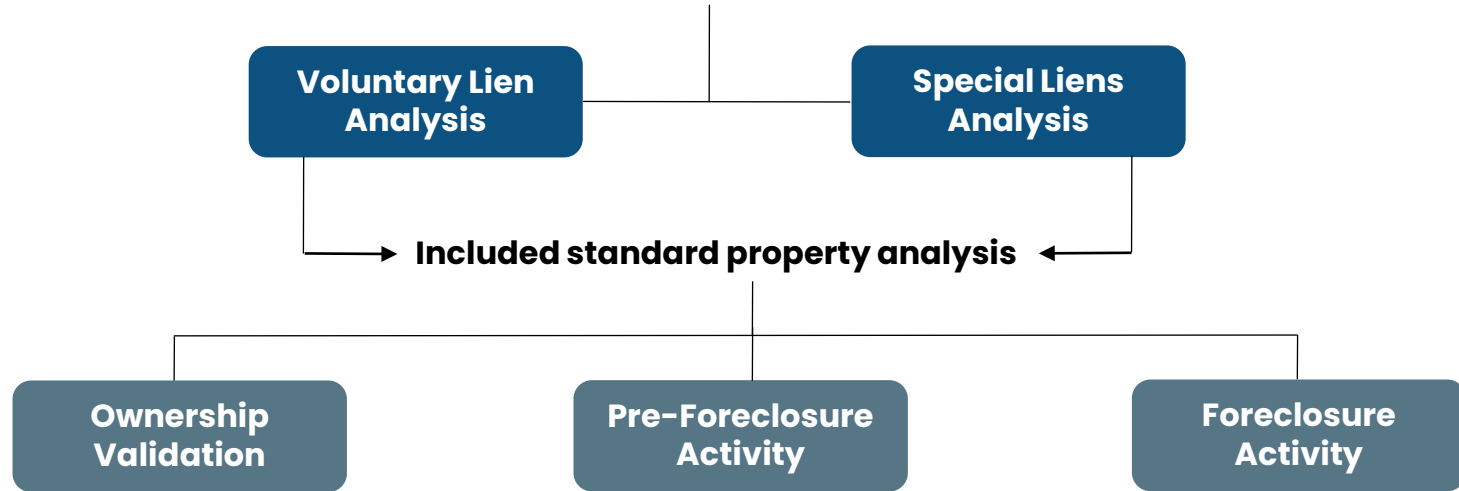 Voluntary Lien
Analysis
Special Liens
Analysis
Included standard property analysis
Ownership
Validation
Pre-Foreclosure
Activity
Foreclosure
Activity